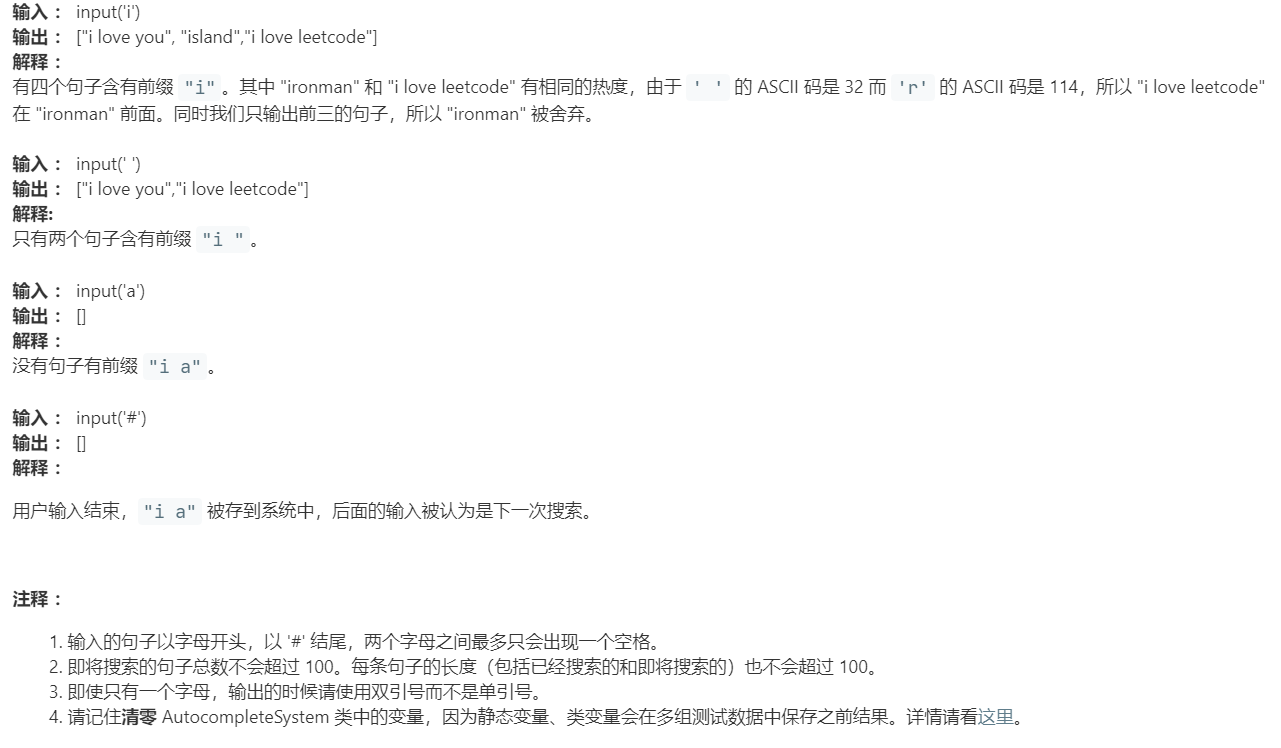 输入： input('i')
输出： ["i love you", "island","i love leetcode"]
解释：
有四个句子含有前缀 "i"。其中 "ironman" 和 "i love leetcode" 有相同的热度，由于 ' ' 的 ASCII 码是 32 而 'r' 的 ASCII 码是 114，所以 "i love leetcode"
在 "ironman" 前面。同时我们只输出前三的句子，所以 "ironman" 被舍弃。
输入： input(' ')
输出： ["i love you","i love leetcode"]
解释:
只有两个句子含有前缀 "i "。
输入： input('a')
输出： []
解释：
没有句子有前缀 "i a"。
输入： input('#')
输出： []
解释：
用户输入结束， "i a" 被存到系统中，后面的输入被认为是下一次搜索。
注释：
1. 输入的句子以字母开头，以 '#' 结尾，两个字母之间最多只会出现一个空格。
2. 即将搜索的句子总数不会超过 100。每条句子的长度（包括已经搜索的和即将搜索的）也不会超过 100。
3. 即使只有一个字母，输出的时候请使用双引号而不是单引号。
4. 请记住清零 AutocompleteSystem 类中的变量，因为静态变量、类变量会在多组测试数据中保存之前结果。详情请看这里。